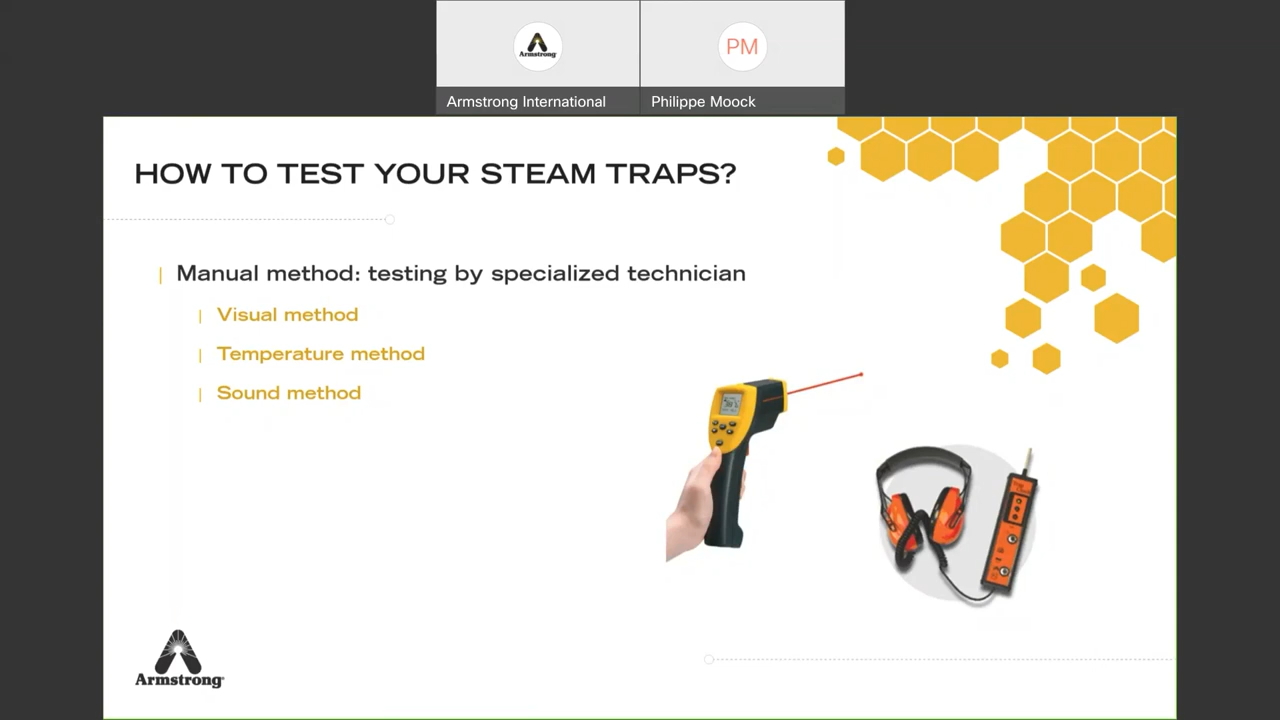 Armstrong
PM
Armstrong International
Philippe Moock
HOW TO TEST YOUR STEAM TRAPS?
Manual method: testing by specialized technician
Visual method
Temperature method
Sound method
Armstrong